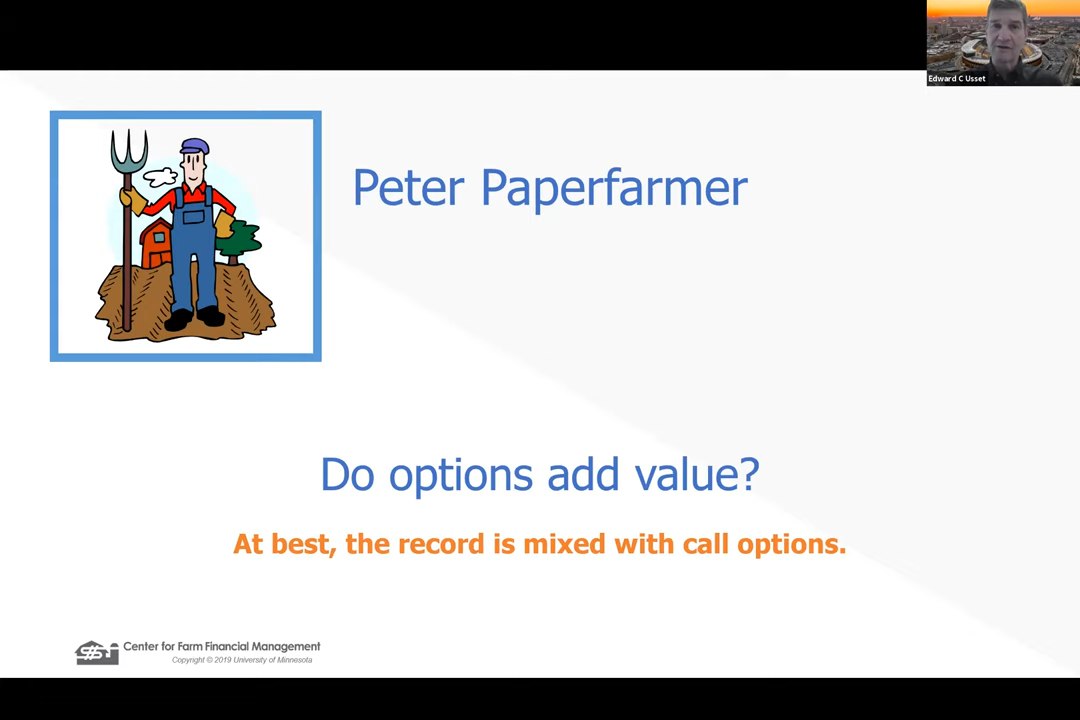 Edward C Usset
Peter Paperfarmer
Do options add value?
At best, the record is mixed with call options.
Center for Farm Financial Management
Copyright © 2019 University of Minnesota